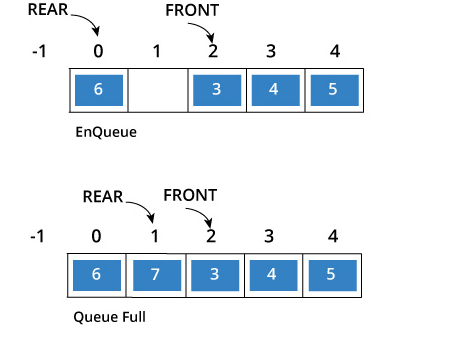 REAR FRONT
-1 0 1 2 3 4
6 3 4 5
EnQueue
REAR FRONT
-1 0 1 2 3 4
6 7 3 4 5
Queue Full